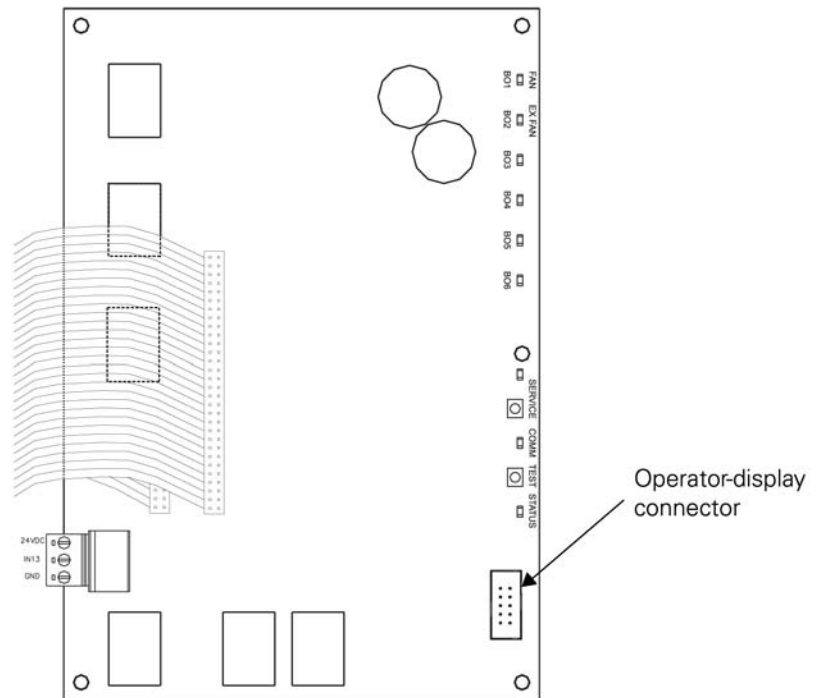 FAN
BO1
EX FAN
BO2
BO3
BO4
BO5
BO6
SERVICE
COMM
TEST
STATUS
Operator-display
connector
24VDC
IN13
GND